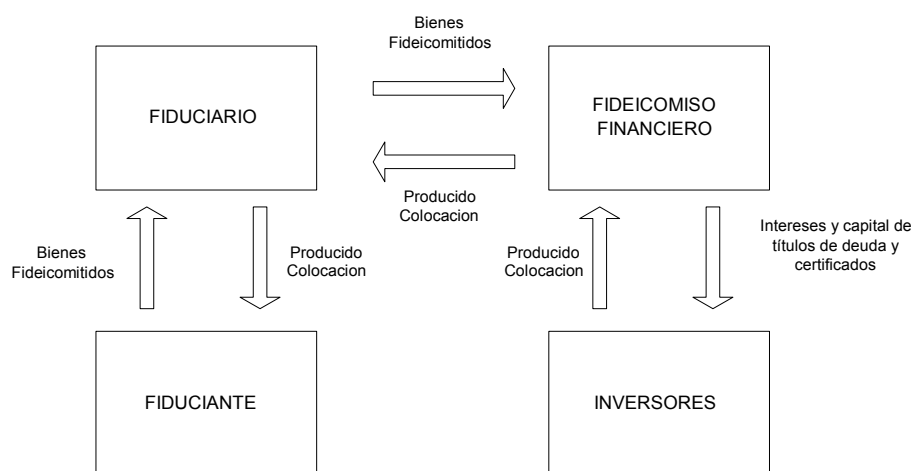 Bienes
Fideicomitidos
FIDUCIARIO
FIDEICOMISO
FINANCIERO
Producido
Colocacion
Bienes
Fideicomitidos
Producido
Colocacion
Producido
Colocacion
Intereses y capital de
títulos de deuda y
certificados
FIDUCIANTE
INVERSORES